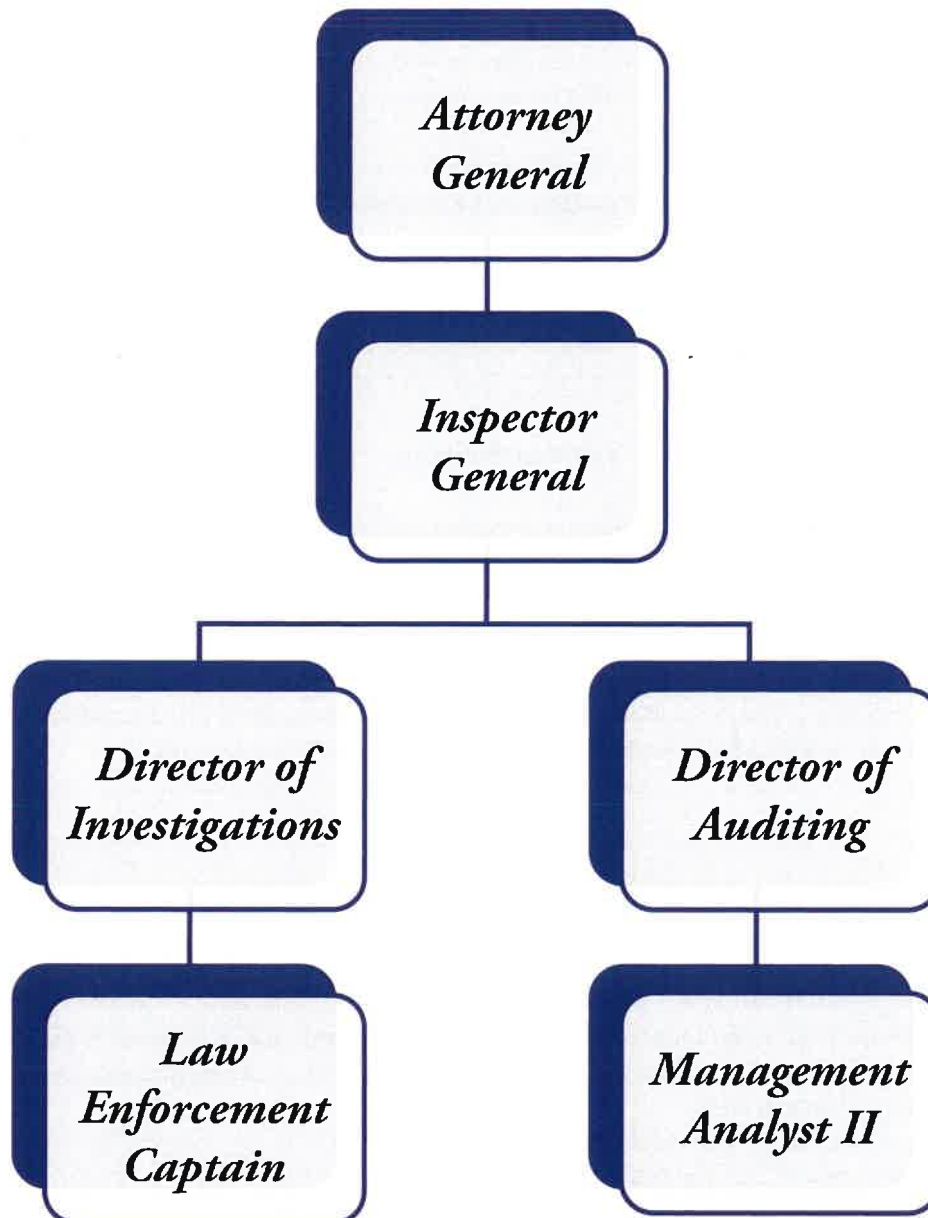 Attorney
General
Inspector
General
Director of
Investigations
Director of
Auditing
Law
Enforcement
Captain
Management
Analyst II